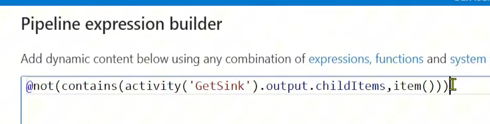 Pipeline expression builder
Add dynamic content below using any combination of expressions, functions and system
@not(contains(activity('GetSink').output.childItems,item()))